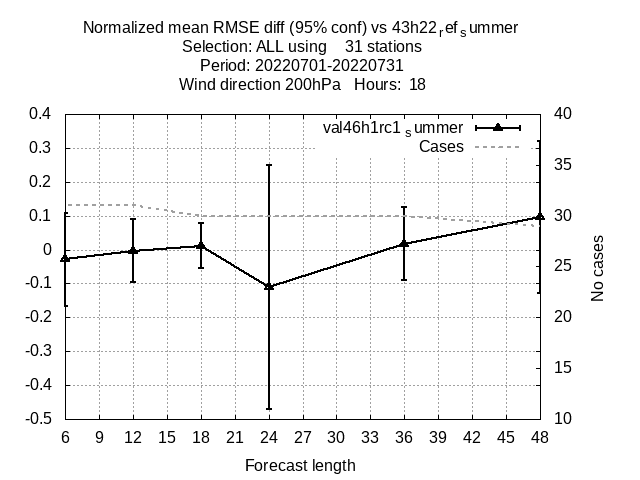 Normalized mean RMSE diff (95% conf) vs 43h22refsummer
Selection: ALL using 31 stations
Period: 20220701-20220731
Wind direction 200hPa Hours: 18
val46h1rc1summer
Cases
0.4
0.3
0.2
0.1
0
-0.1
-0.2
-0.3
-0.4
-0.5
40
35
30
25
20
15
10
No cases
6 9 12 15 18 21 24 27 30 33 36 39 42 45 48
Forecast length